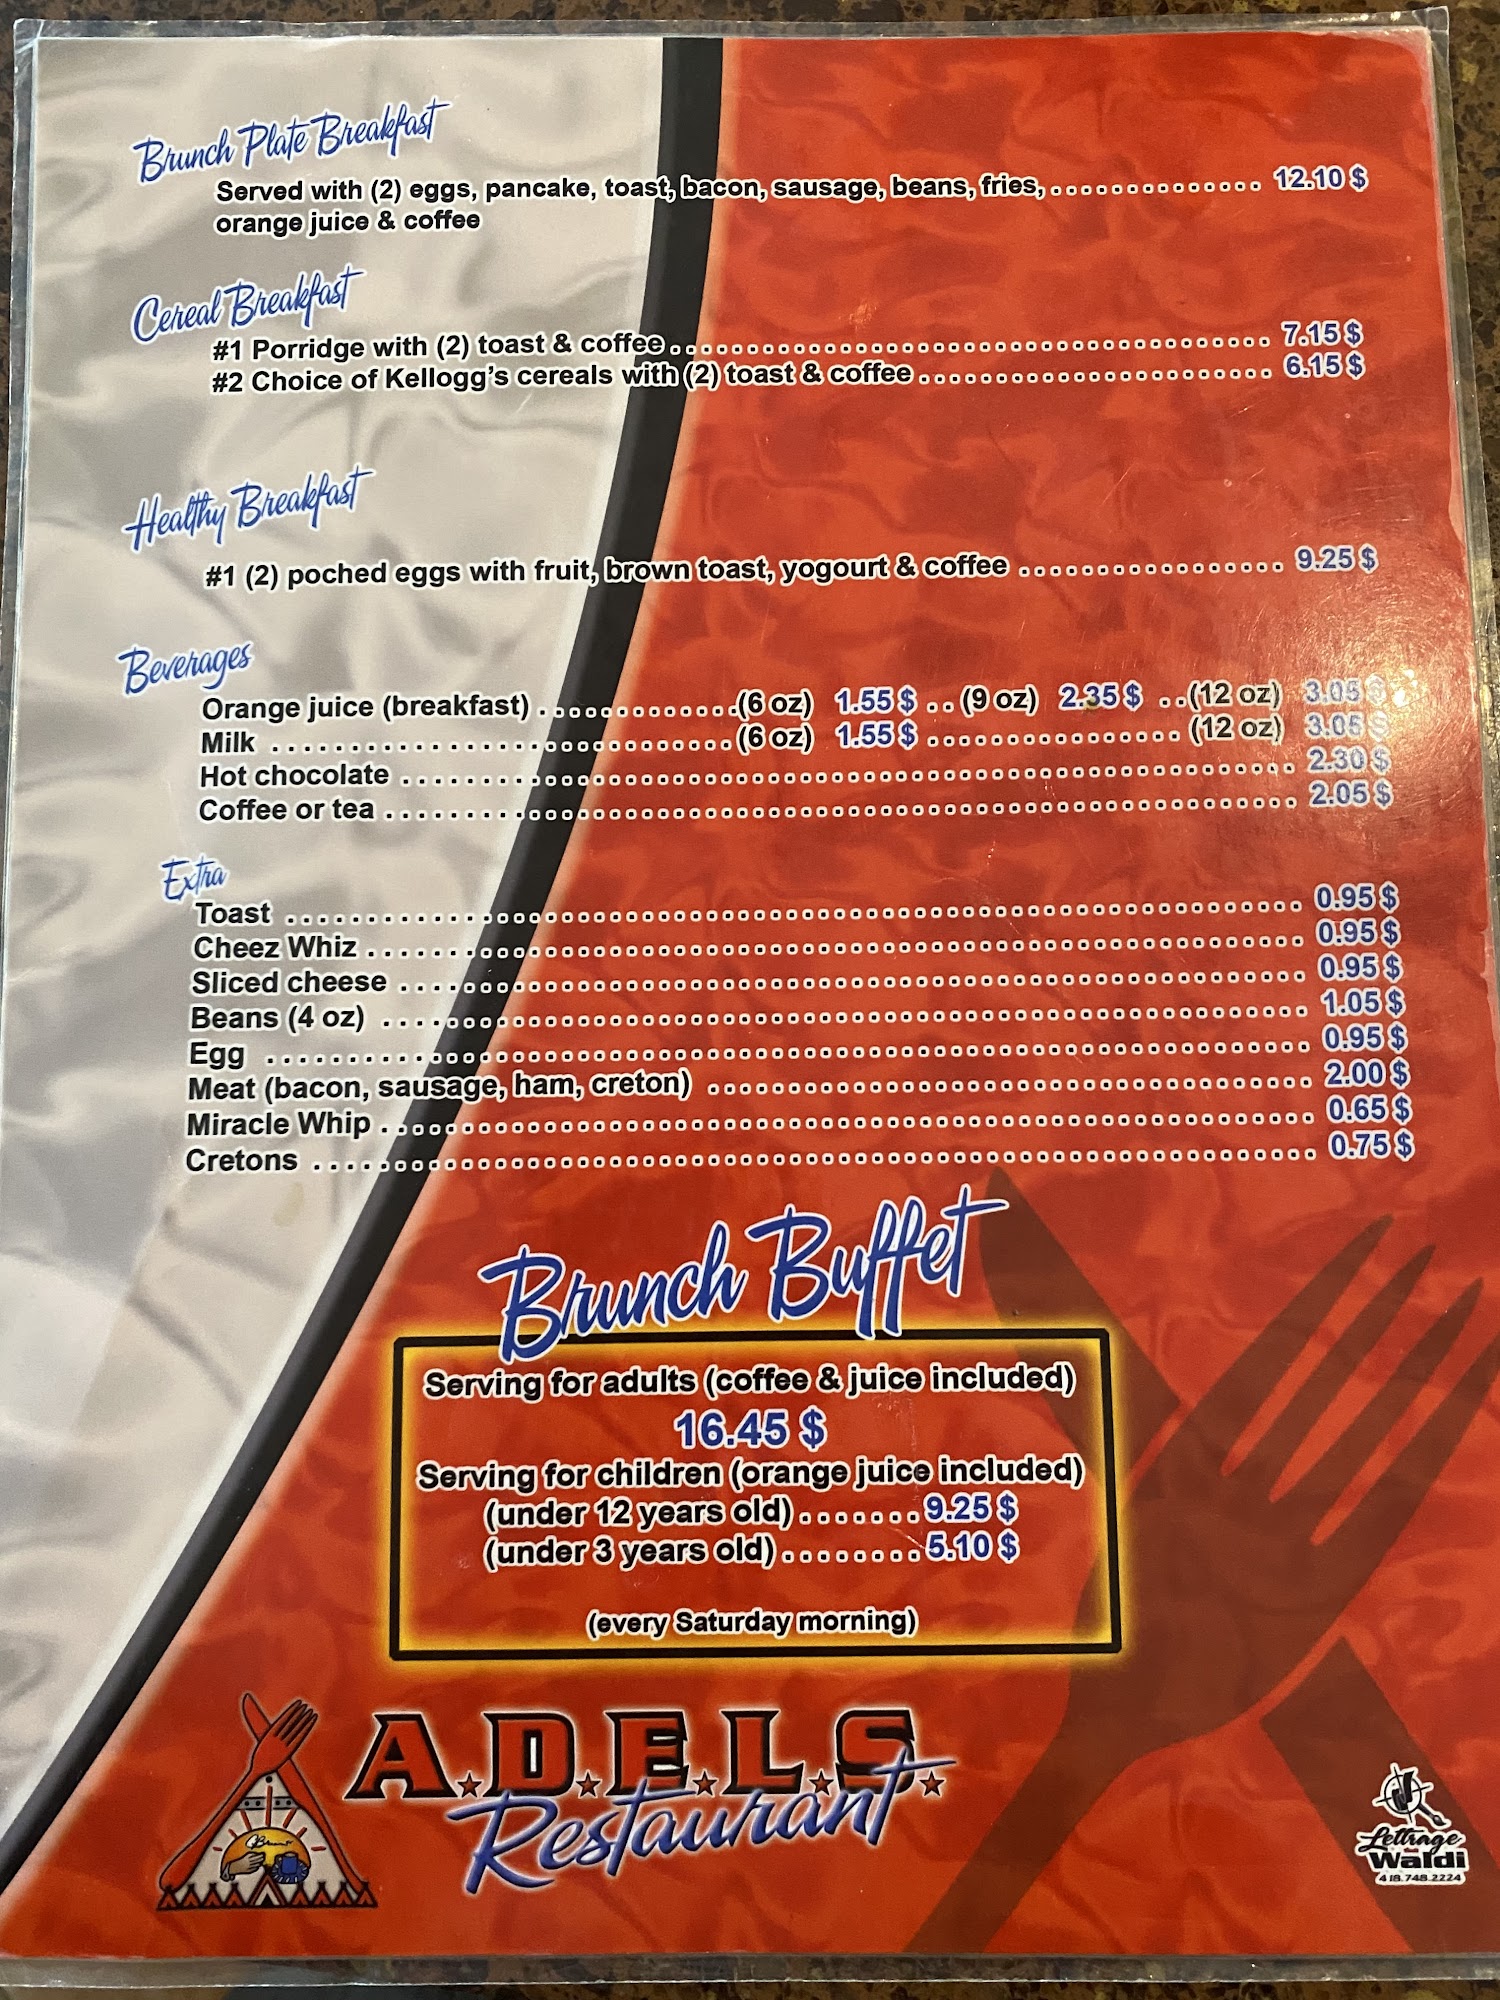 Brunch Plate Breakfast
Served with (2) eggs, pancake, toast, bacon, sausage, beans, fries, 12.10 $
orange juice & coffee
Cereal Breakfast
#1 Porridge with (2) toast & coffee 7.15 $
#2 Choice of Kellogg's cereals with (2) toast & coffee 6.15 $
Healthy Breakfast
#1 (2) poched eggs with fruit, brown toast, yogourt & coffee 9.25 $
Beverages
Orange juice (breakfast) (6 oz) 1.55 $ (9 oz) 2.35 $ (12 oz) 3.05 $
Milk (6 oz) 1.55 $ (12 oz) 3.05 $
Hot chocolate 2.30 $
Coffee or tea 2.05 $
Extra
Toast 0.95 $
Cheez Whiz 0.95 $
Sliced cheese 0.95 $
Beans (4 oz) 1.05 $
Egg 0.95 $
Meat (bacon, sausage, ham, creton) 2.00 $
Miracle Whip 0.65 $
Cretons 0.75 $
Brunch Buffet
Serving for adults (coffee & juice included)
16.45 $
Serving for children (orange juice included)
(under 12 years old) 9.25 $
(under 3 years old) 5.10 $
(every Saturday morning)
A.D.E.L.S.
Restaurant
Lettrage
Waldi
418.748.2224